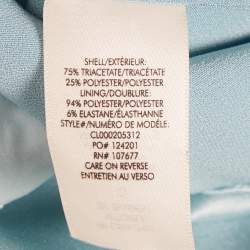 SHELL/EXTÉRIEUR:
75% TRIACETATE/TRIACÉTATE
25% POLYESTER/POLYESTER
LINING/DOUBLURE:
94% POLYESTER/POLYESTER
6% ELASTANE/ÉLASTHANNE
STYLE#/NUMÉRO DE MODÈLE:
CL000205312
PO# 124201
RN# 107677
CARE ON REVERSE
ENTRETIEN AU VERSO